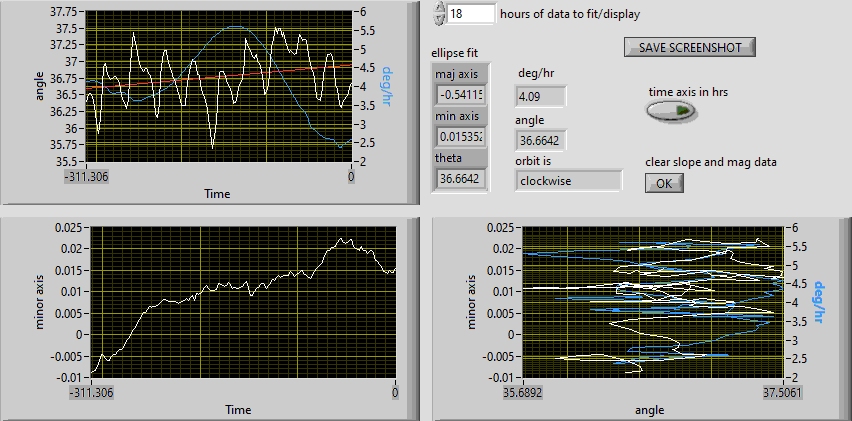 37.75
37.5
37.25
37
36.75
36.5
36.25
36
35.75
35.5
angle
6
5.5
5
4.5
4
3.5
3
2.5
2
deg/hr
-311.306
0
Time
18 hours of data to fit/display
SAVE SCREENSHOT
ellipse fit
maj axis
-0.5411
min axis
0.01535
theta
36.6642
deg/hr
4.09
angle
36.6642
orbit is
clockwise
time axis in hrs
clear slope and mag data
OK
0.025
0.02
0.015
0.01
0.005
0
-0.005
-0.01
minor axis
-311.306
0
Time
0.025
0.02
0.015
0.01
0.005
0
-0.005
-0.01
minor axis
6
5.5
5
4.5
4
3.5
3
2.5
2
deg/hr
35.6892
37.5061
angle